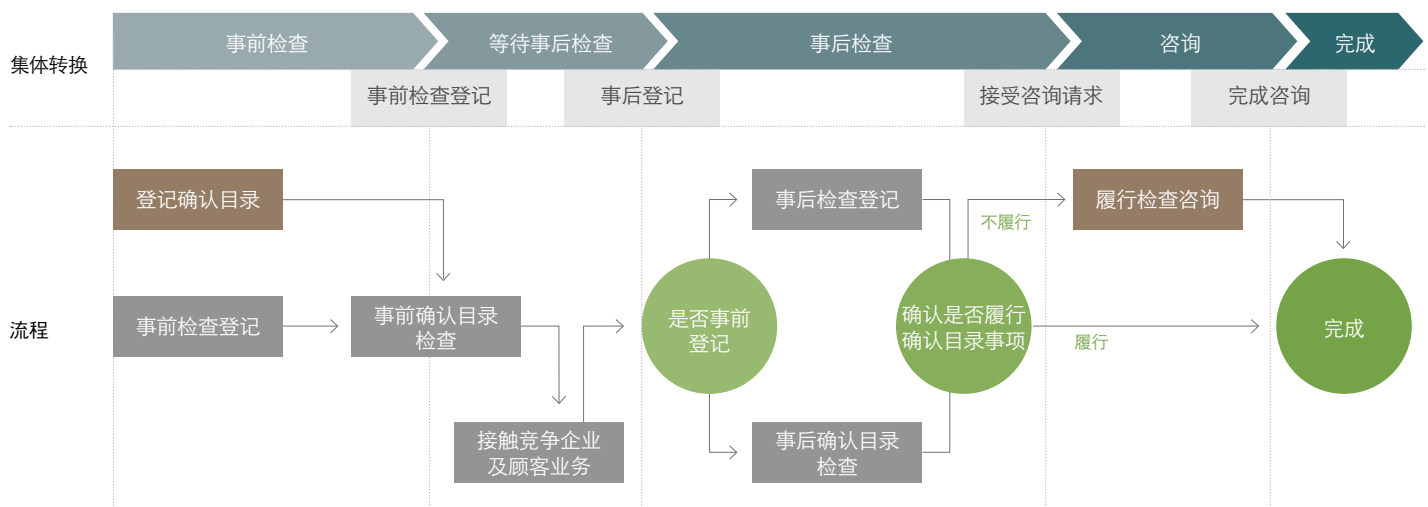 集体转换
事前检查
等待事后检查
事后检查
咨询
完成
事前检查登记
事后登记
接受咨询请求
完成咨询
流程
登记确认目录
事前检查登记
事前确认目录
检查
接触竞争企业
及顾客业务
是否事前
登记
事后检查登记
事后确认目录
检查
确认是否履行
确认目录事项
不履行
履行
履行检查咨询
完成